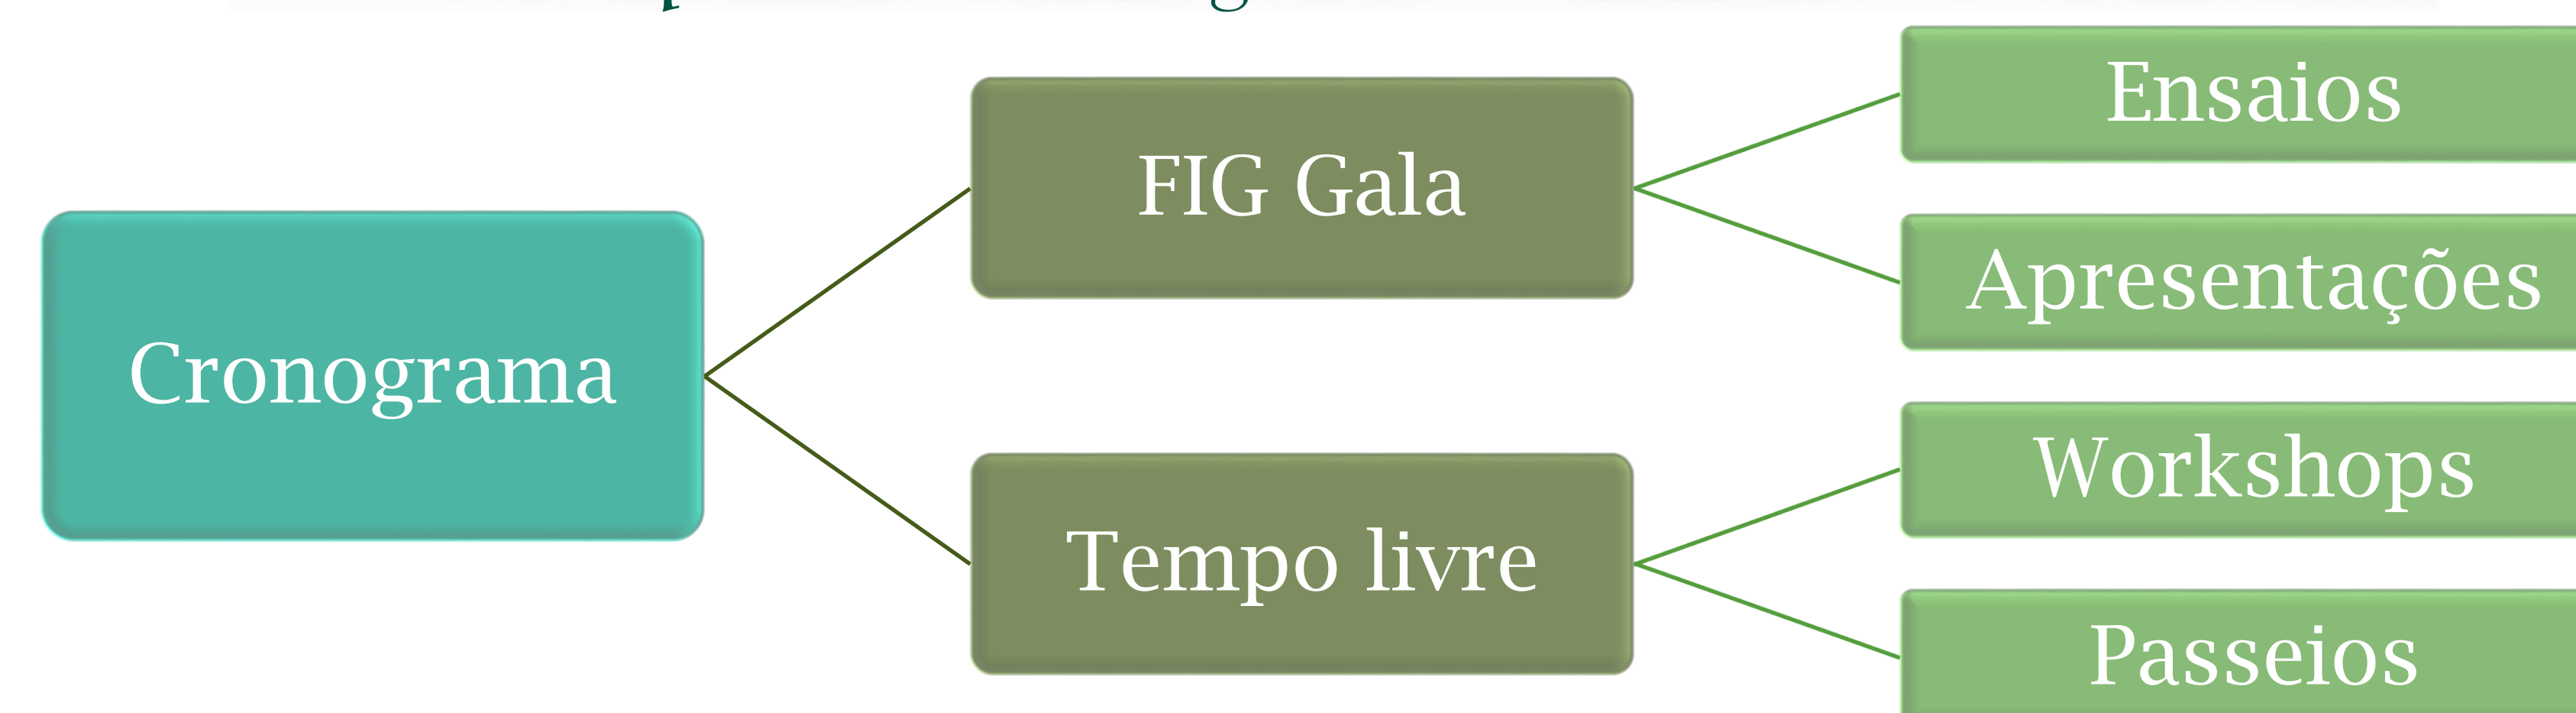 Cronograma
FIG Gala
Ensaios
Apresentações
Tempo livre
Workshops
Passeios